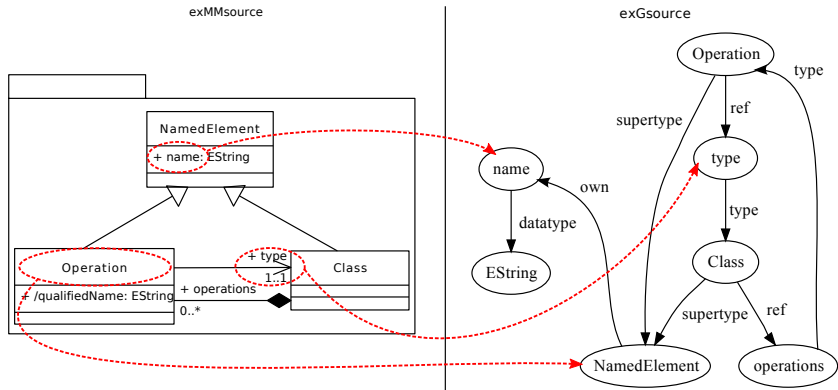 exMMsource
exGsource
NamedElement
+ name: EString
Operation
+ /qualifiedName: EString
+ type
1..1
+ operations
0..*
Class
Operation
supertype
ref
type
name
type
own
type
datatype
EString
Class
supertype
ref
NamedElement
operations